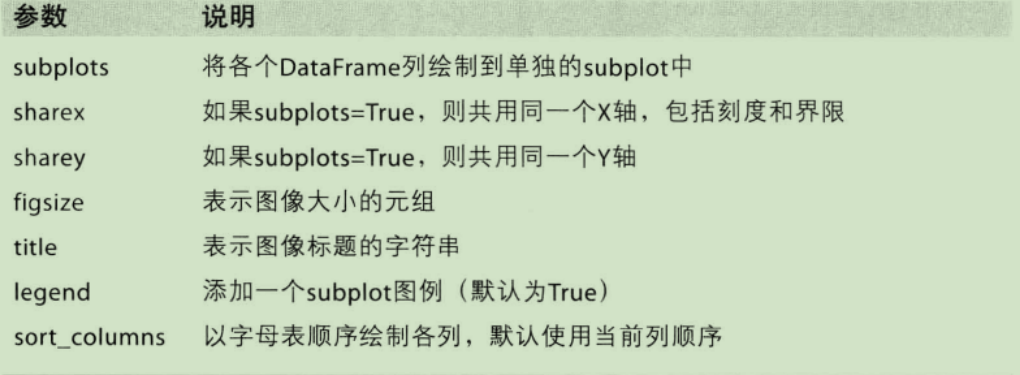 参数 说明
subplots 将各个DataFrame列绘制到单独的subplot中
sharex 如果subplots=True，则共用同一个X轴，包括刻度和界限
sharey 如果subplots=True，则共用同一个Y轴
figsize 表示图像大小的元组
title 表示图像标题的字符串
legend 添加一个subplot图例（默认为True）
sort_columns 以字母表顺序绘制各列，默认使用当前列顺序